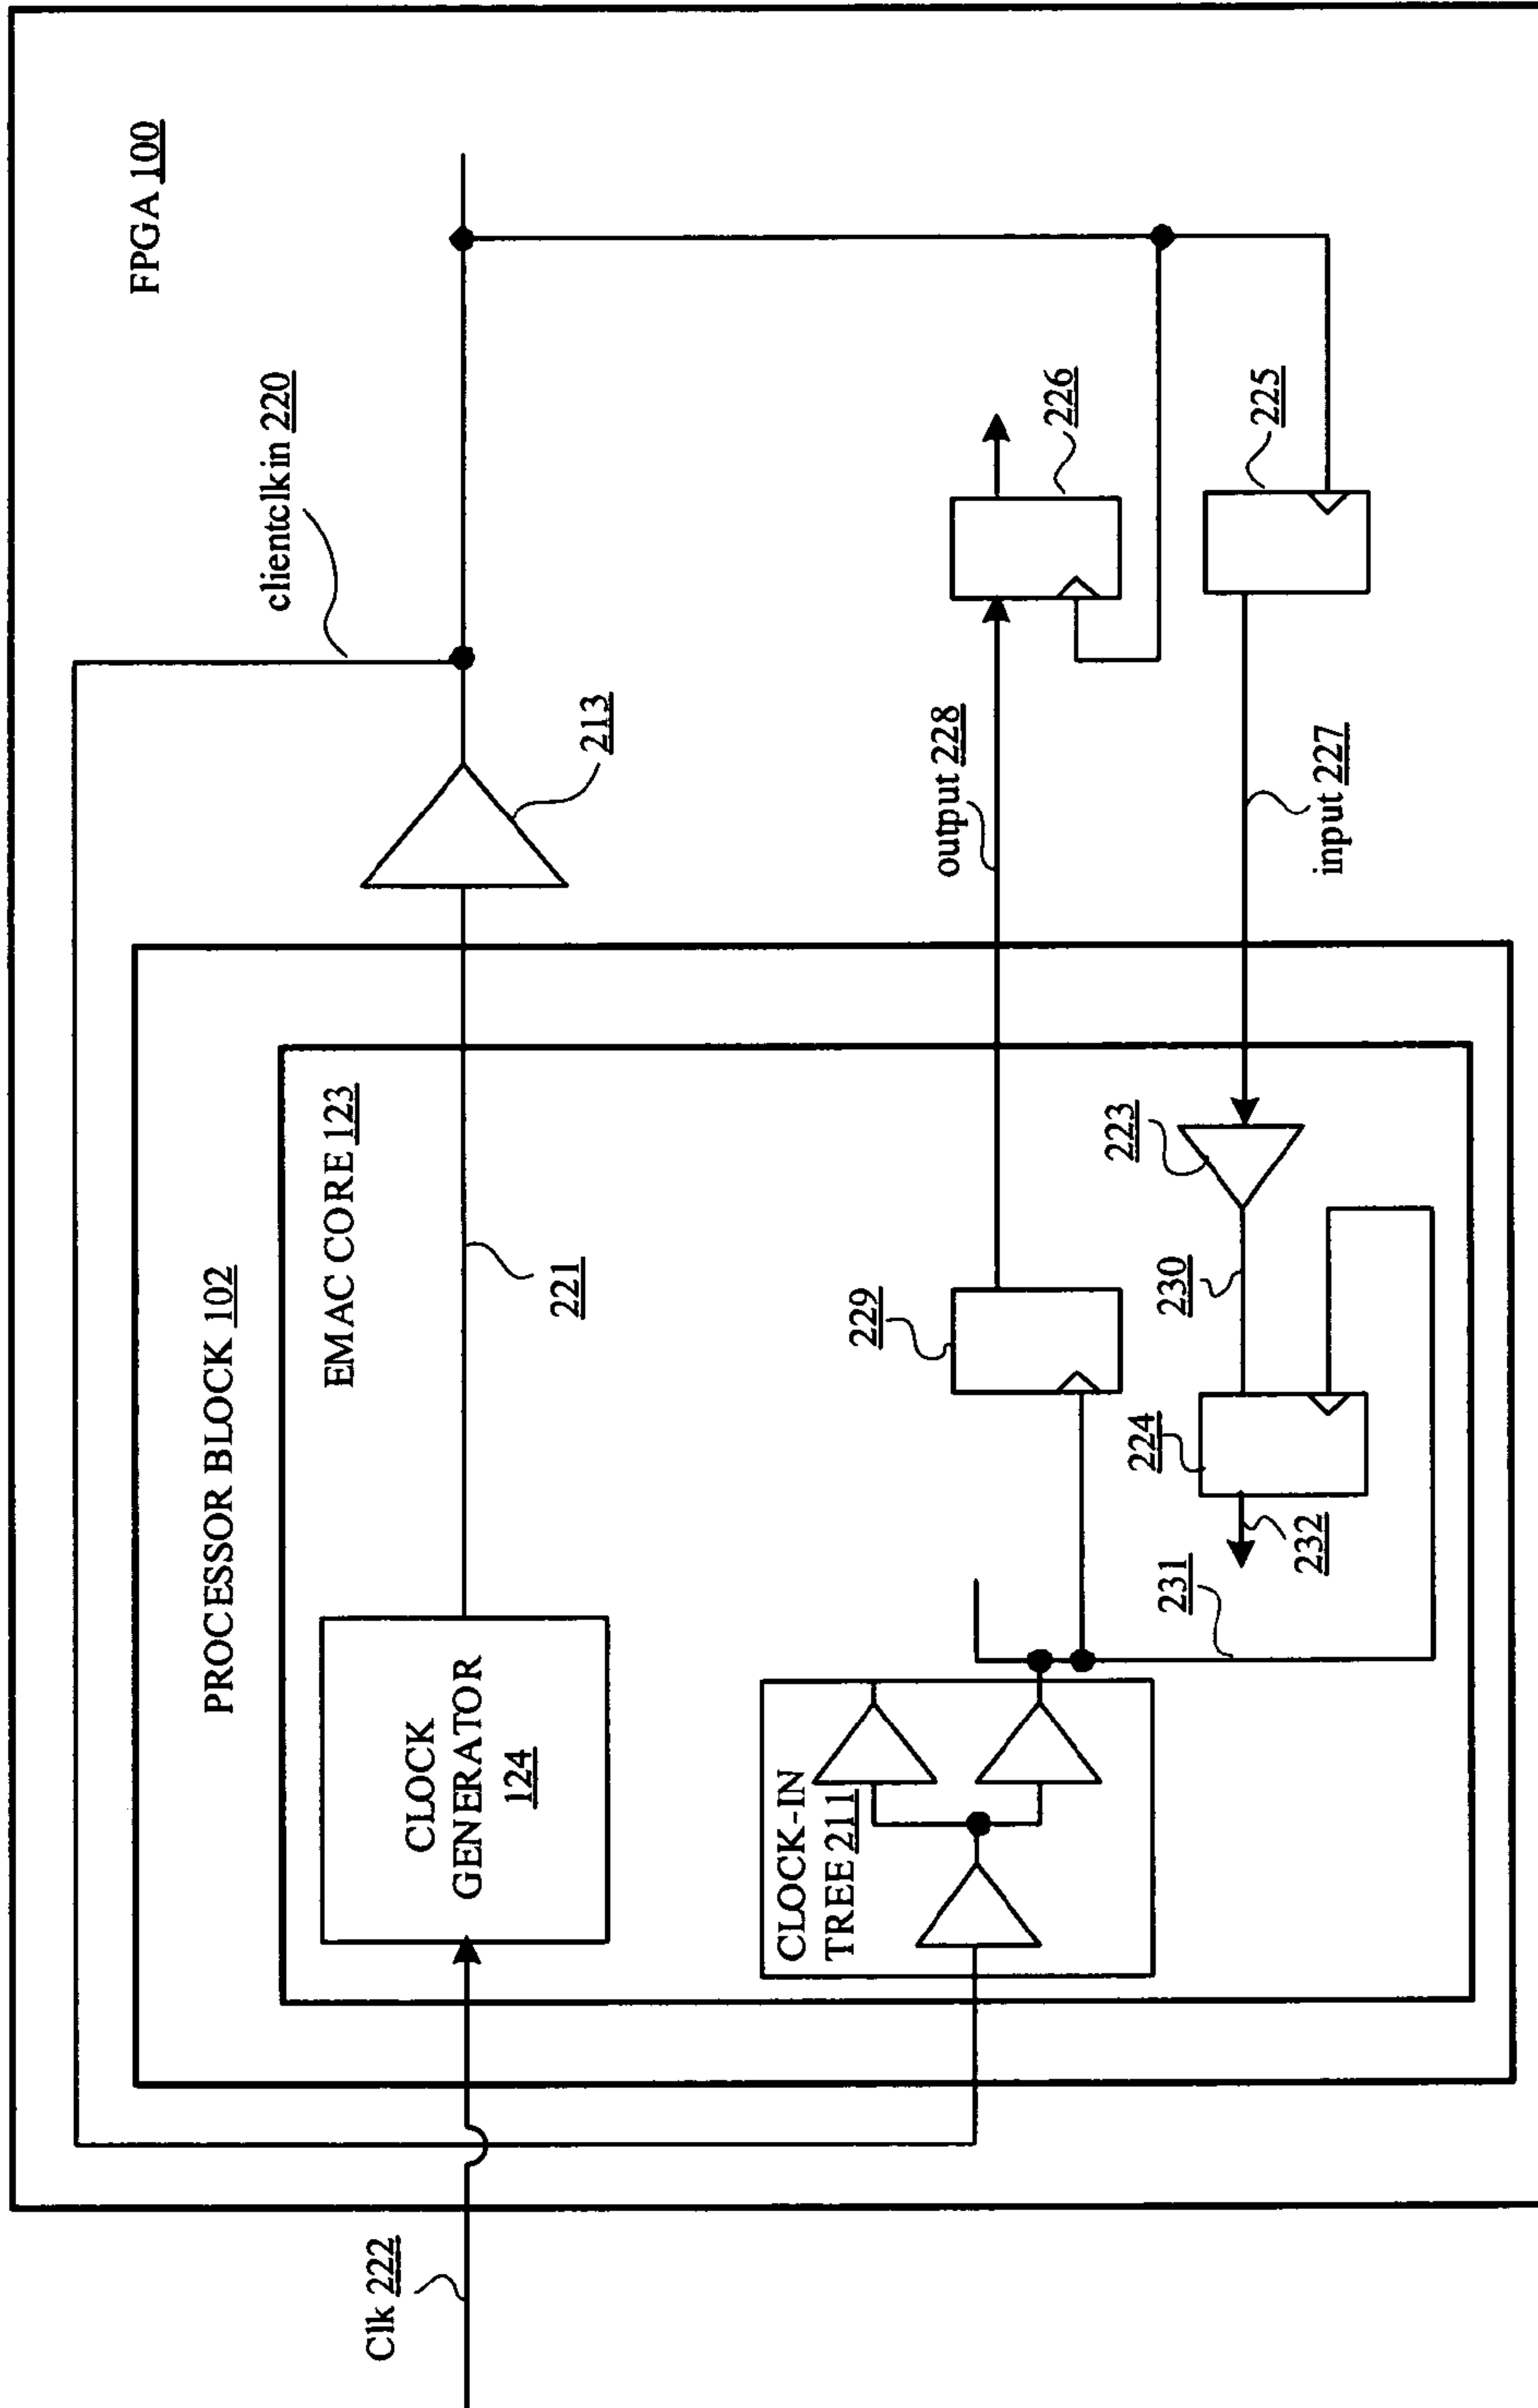 FPGA 100
clientclkin 220
213
226
225
output 228
input 227
PROCESSOR BLOCK 102
EMAC CORE 123
221
223
229
230
224
232
231
CLOCK
GENERATOR
124
CLOCK-IN
TREE 211
Clk 222